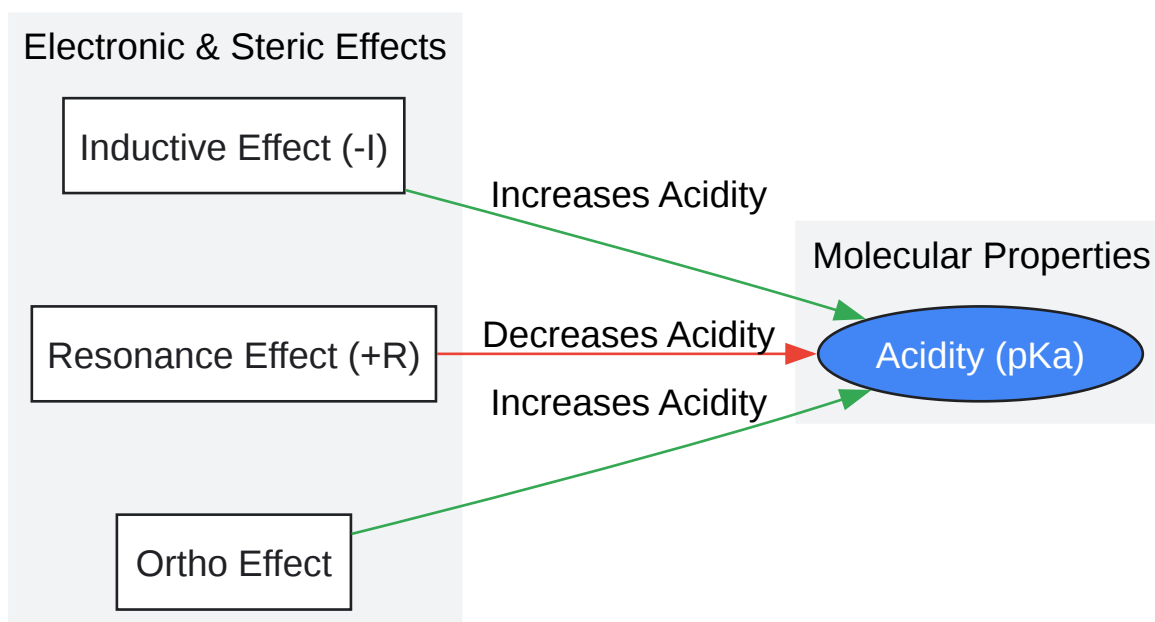 Electronic & Steric Effects
Inductive Effect (-I)
Increases Acidity
Molecular Properties
Resonance Effect (+R)
Decreases Acidity
Acidity (pKa)
Increases Acidity
Ortho Effect